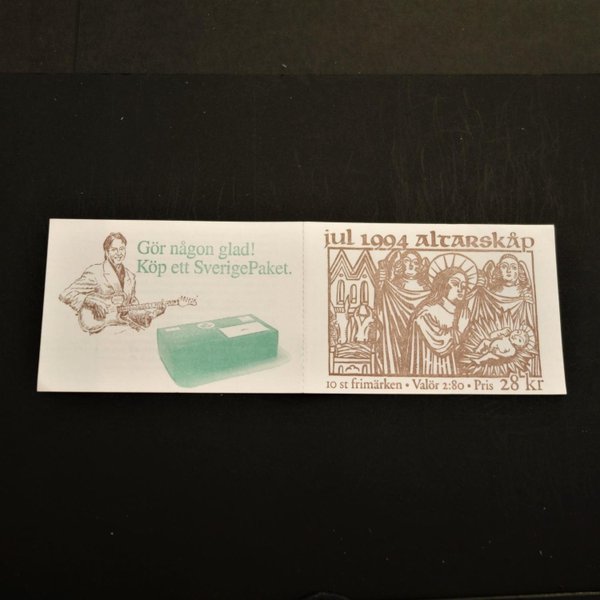 Gör någon glad!
Köp ett SverigePaket.
jul 1994 altarskåp
10 st frimärken · Valör 2:80 · Pris 28 kr